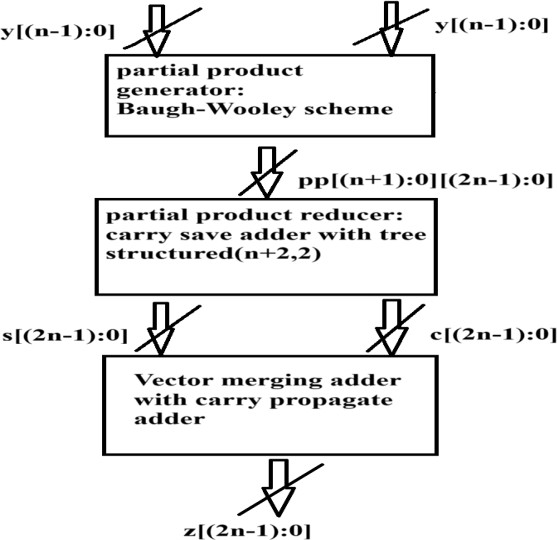 y[(n-1):0]
y[(n-1):0]
partial product
generator:
Baugh-Wooley scheme
pp[(n+1):0][(2n-1):0]
partial product reducer:
carry save adder with tree
structured(n+2,2)
s[(2n-1):0]
c[(2n-1):0]
Vector merging adder
with carry propagate
adder
z[(2n-1):0]